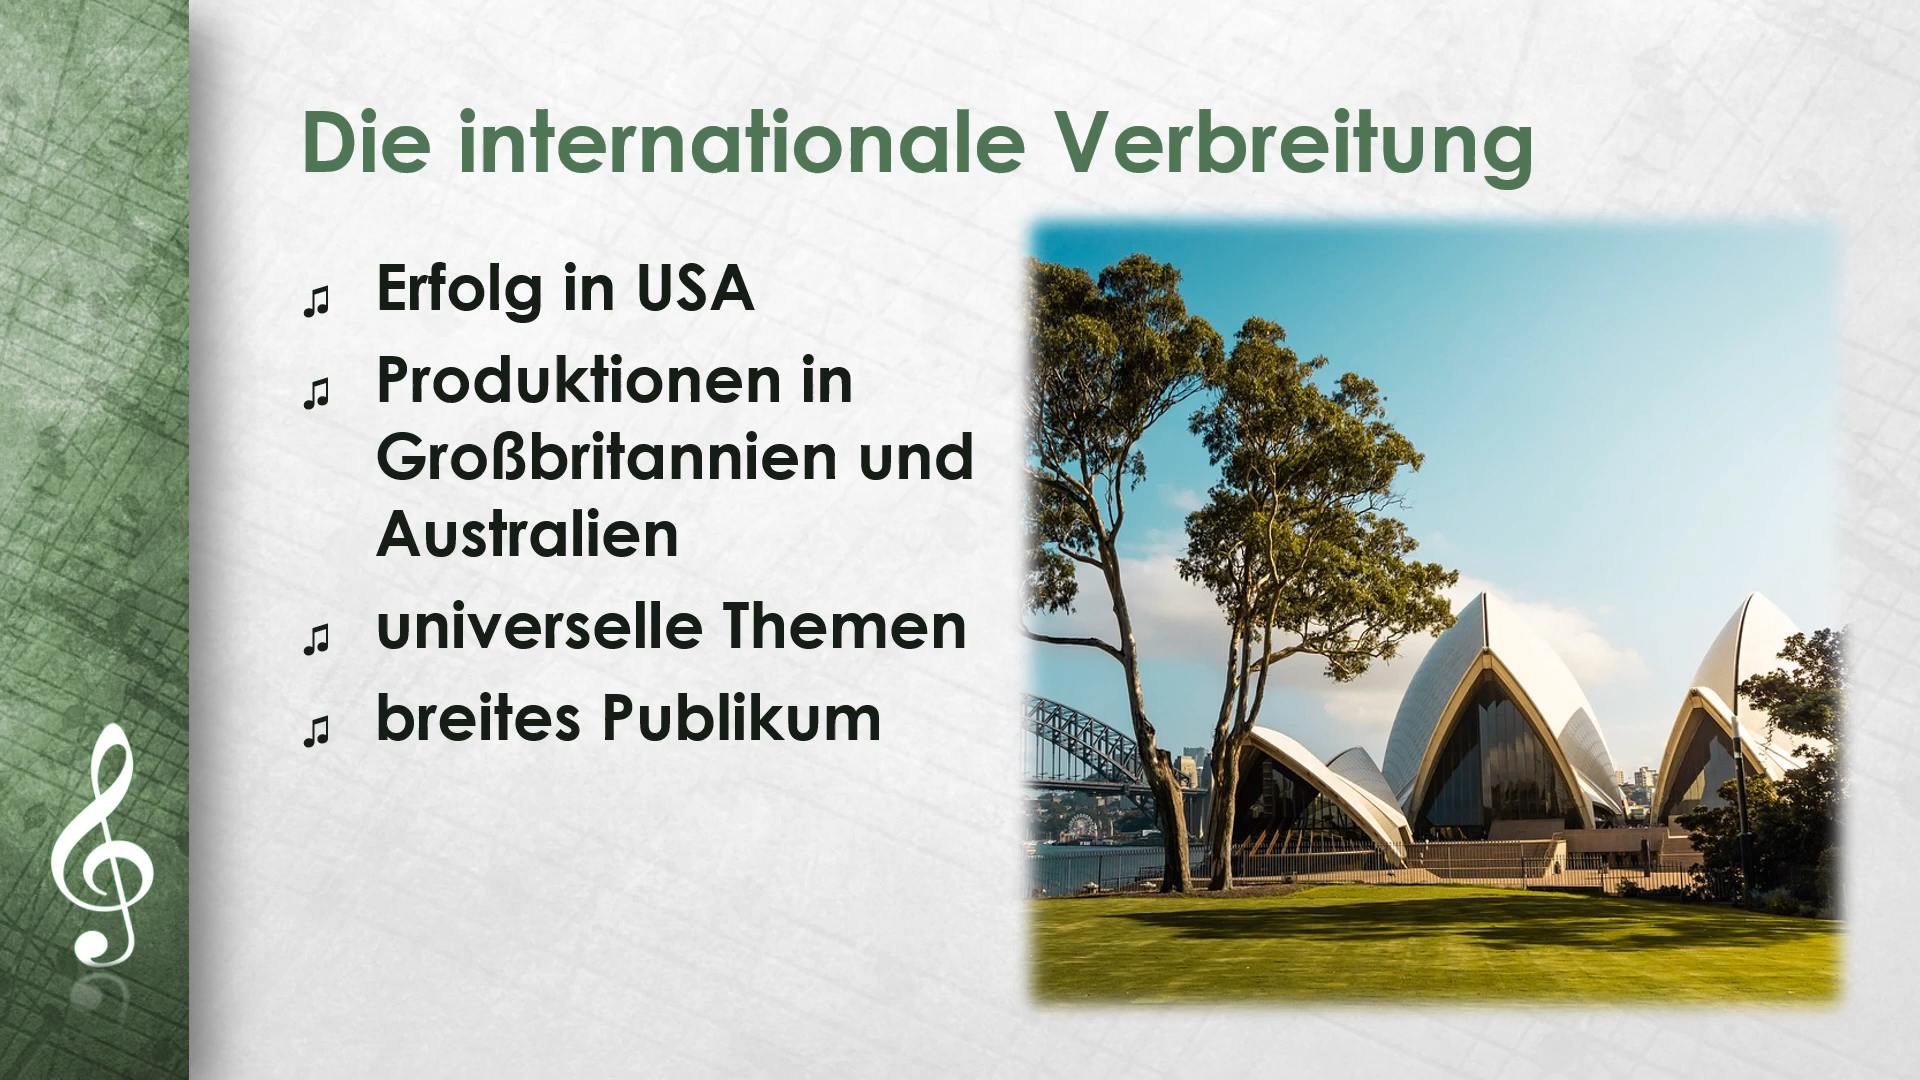 Die internationale Verbreitung
♫ Erfolg in USA
♫ Produktionen in
Großbritannien und
Australien
♫ universelle Themen
♫ breites Publikum